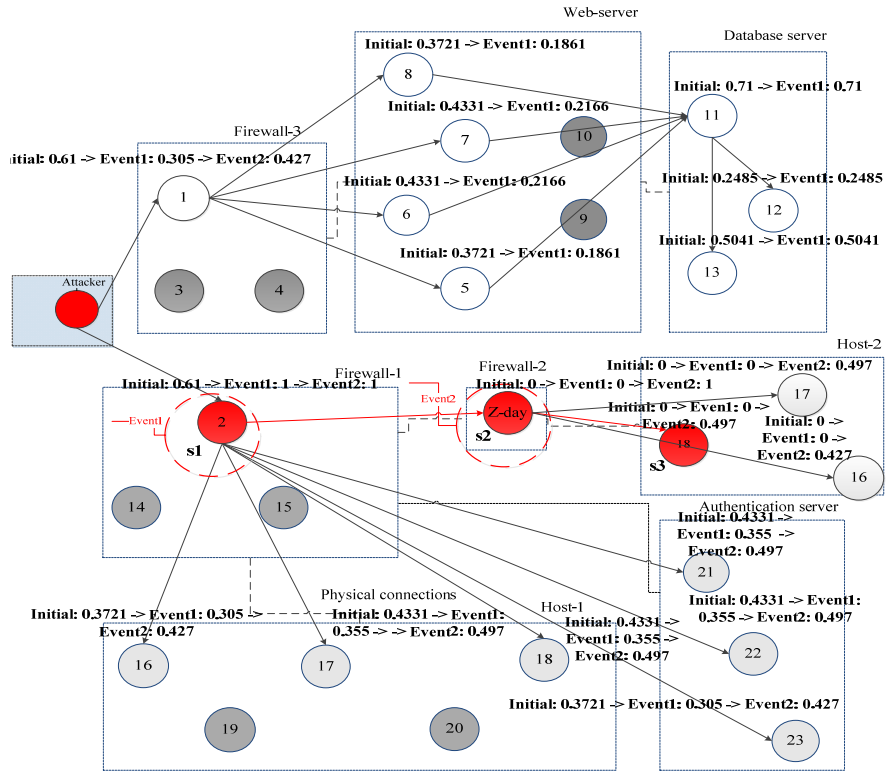 Web-server
Database server
Initial: 0.3721 -> Event1: 0.1861
8
Initial: 0.71 -> Event1: 0.71
11
Initial: 0.4331 -> Event1: 0.2166
Firewall-3
7
10
nitial: 0.61 -> Event1: 0.305 -> Event2: 0.427
1
Initial: 0.4331 -> Event1: 0.2166
Initial: 0.2485 -> Event1: 0.2485
6
9
12
Initial: 0.3721 -> Event1: 0.1861
Initial: 0.5041 -> Event1: 0.5041
5
13
3
4
Attacker
Host-2
Firewall-1
Firewall-2
Initial: 0 -> Event1: 0 -> Event2: 0.497
Initial: 0.61 -> Event1: 1 -> Event2: 1
Initial: 0 -> Event1: 0 -> Event2: 1
17
Event1
Event2
2
s1
Z-day
s2
Initial: 0 -> Even1: 0 ->
Event2: 0.497
18
s3
Initial: 0 ->
Event1: 0 ->
Event2: 0.427
16
14
15
Authentication server
Initial: 0.4331 ->
Event1: 0.355 ->
Event2: 0.497
21
Physical connections
Host-1
Initial: 0.3721 -> Event1: 0.305 ->
Event2: 0.427
16
Initial: 0.4331 -> Event1:
0.355 -> -> Event2: 0.497
17
Initial: 0.4331 ->
Event1: 0.355 ->
Event2: 0.497
18
Initial: 0.4331 -> Event1:
0.355 -> Event2: 0.497
22
19
20
Initial: 0.3721 -> Event1: 0.305 -> Event2: 0.427
23